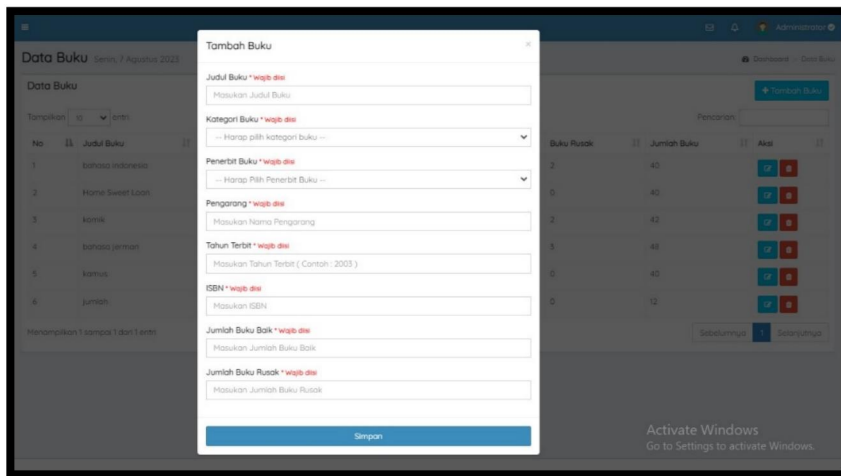 Administrator
Data Buku Senin, 7 Agustus 2023
Dashboard > Data Buku
Data Buku
+ Tambah Buku
Tampilkan 10 entri
Pencarian
No Judul Buku Buku Rusak Jumlah Buku Aksi
1 bahasa indonesia 2 40
2 Home Sweet Loan 0 40
3 komik 2 42
4 bahasa jerman 3
5 kamus 0 40
6 jumlah 0 12
Menampilkan 1 sampai 1 dari 1 entri
Sebelumnya 1 Selanjutnya
Tambah Buku ×
Judul Buku * Wajib diisi
Masukan Judul Buku
Kategori Buku * Wajib diisi
-- Harap pilih kategori buku --
Penerbit Buku * Wajib diisi
-- Harap Pilih Penerbit Buku --
Pengarang * Wajib diisi
Masukan Nama Pengarang
Tahun Terbit * Wajib diisi
Masukan Tahun Terbit ( Contoh : 2003 )
ISBN * Wajib diisi
Masukan ISBN
Jumlah Buku Baik * Wajib diisi
Masukan Jumlah Buku Baik
Jumlah Buku Rusak * Wajib diisi
Masukan Jumlah Buku Rusak
Simpan
Activate Windows
Go to Settings to activate Windows.